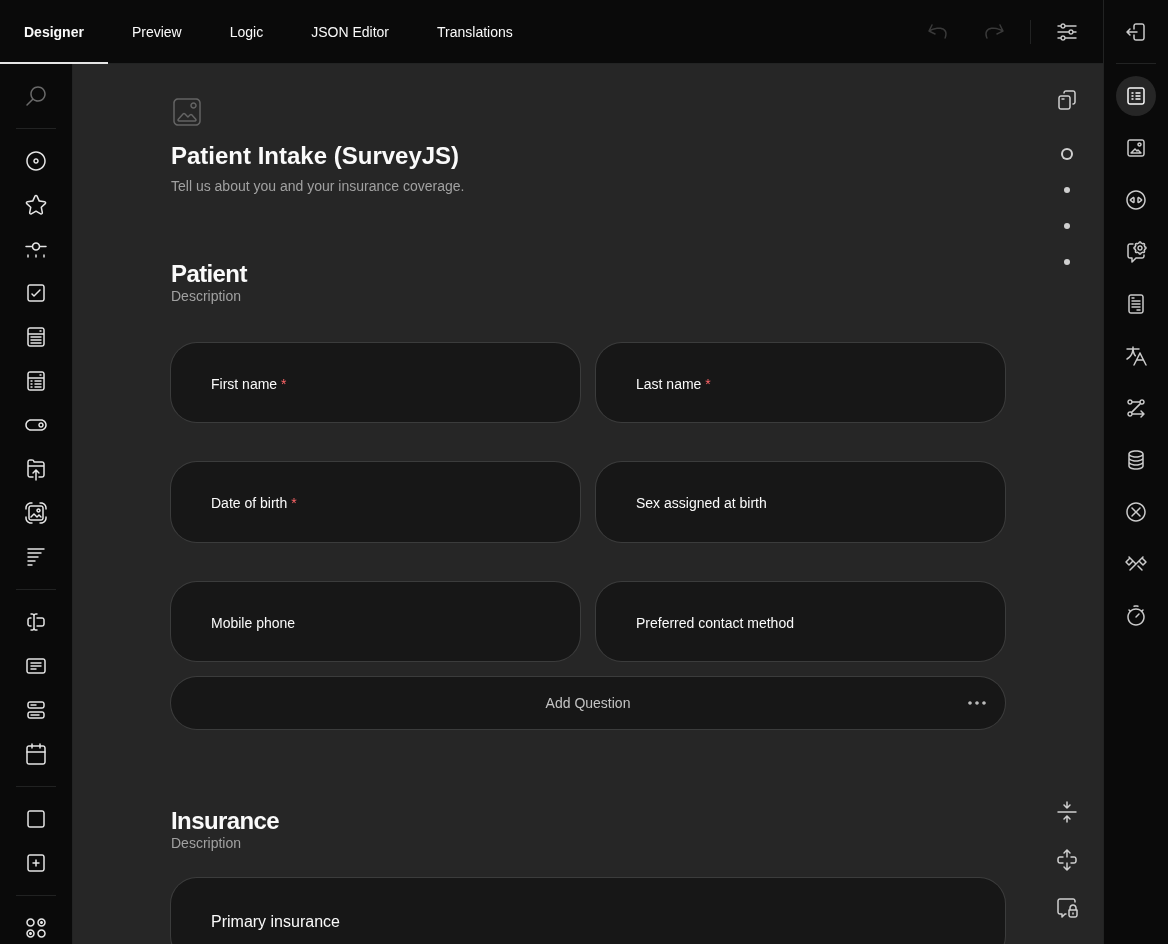 Designer
Preview
Logic
JSON Editor
Translations
Patient Intake (SurveyJS)
Tell us about you and your insurance coverage.
Patient
Description
First name *
Last name *
Date of birth *
Sex assigned at birth
Mobile phone
Preferred contact method
Add Question
Insurance
Description
Primary insurance